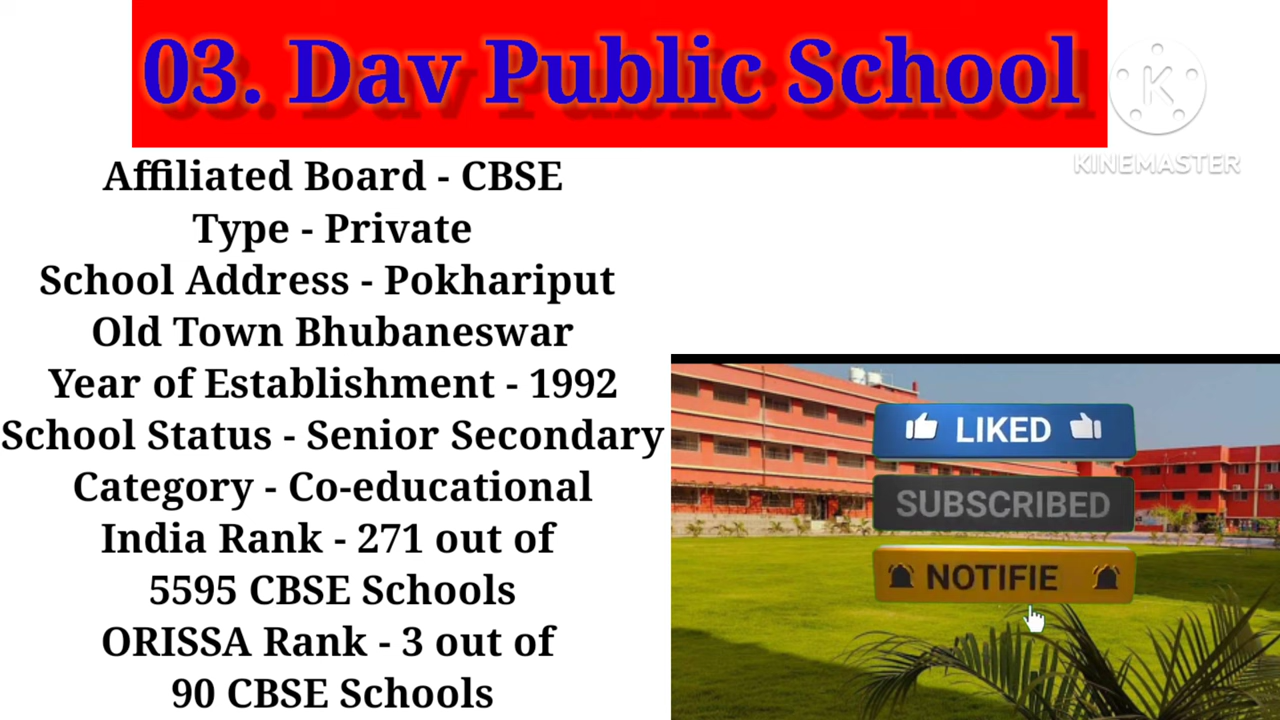 03. Dav Public School
K
KINEMASTER
Affiliated Board - CBSE
Type - Private
School Address - Pokhariput
Old Town Bhubaneswar
Year of Establishment - 1992
School Status - Senior Secondary
Category - Co-educational
India Rank - 271 out of
5595 CBSE Schools
ORISSA Rank - 3 out of
90 CBSE Schools
LIKED
SUBSCRIBED
NOTIFIE